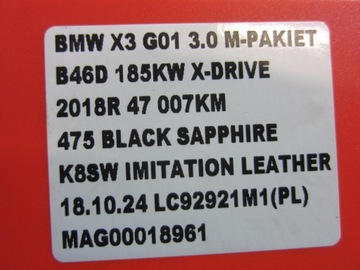 BMW X3 G01 3.0 M-PAKIET
B46D 185KW X-DRIVE
2018R 47 007KM
475 BLACK SAPPHIRE
K8SW IMITATION LEATHER
18.10.24 LC92921M1(PL)
MAG00018961